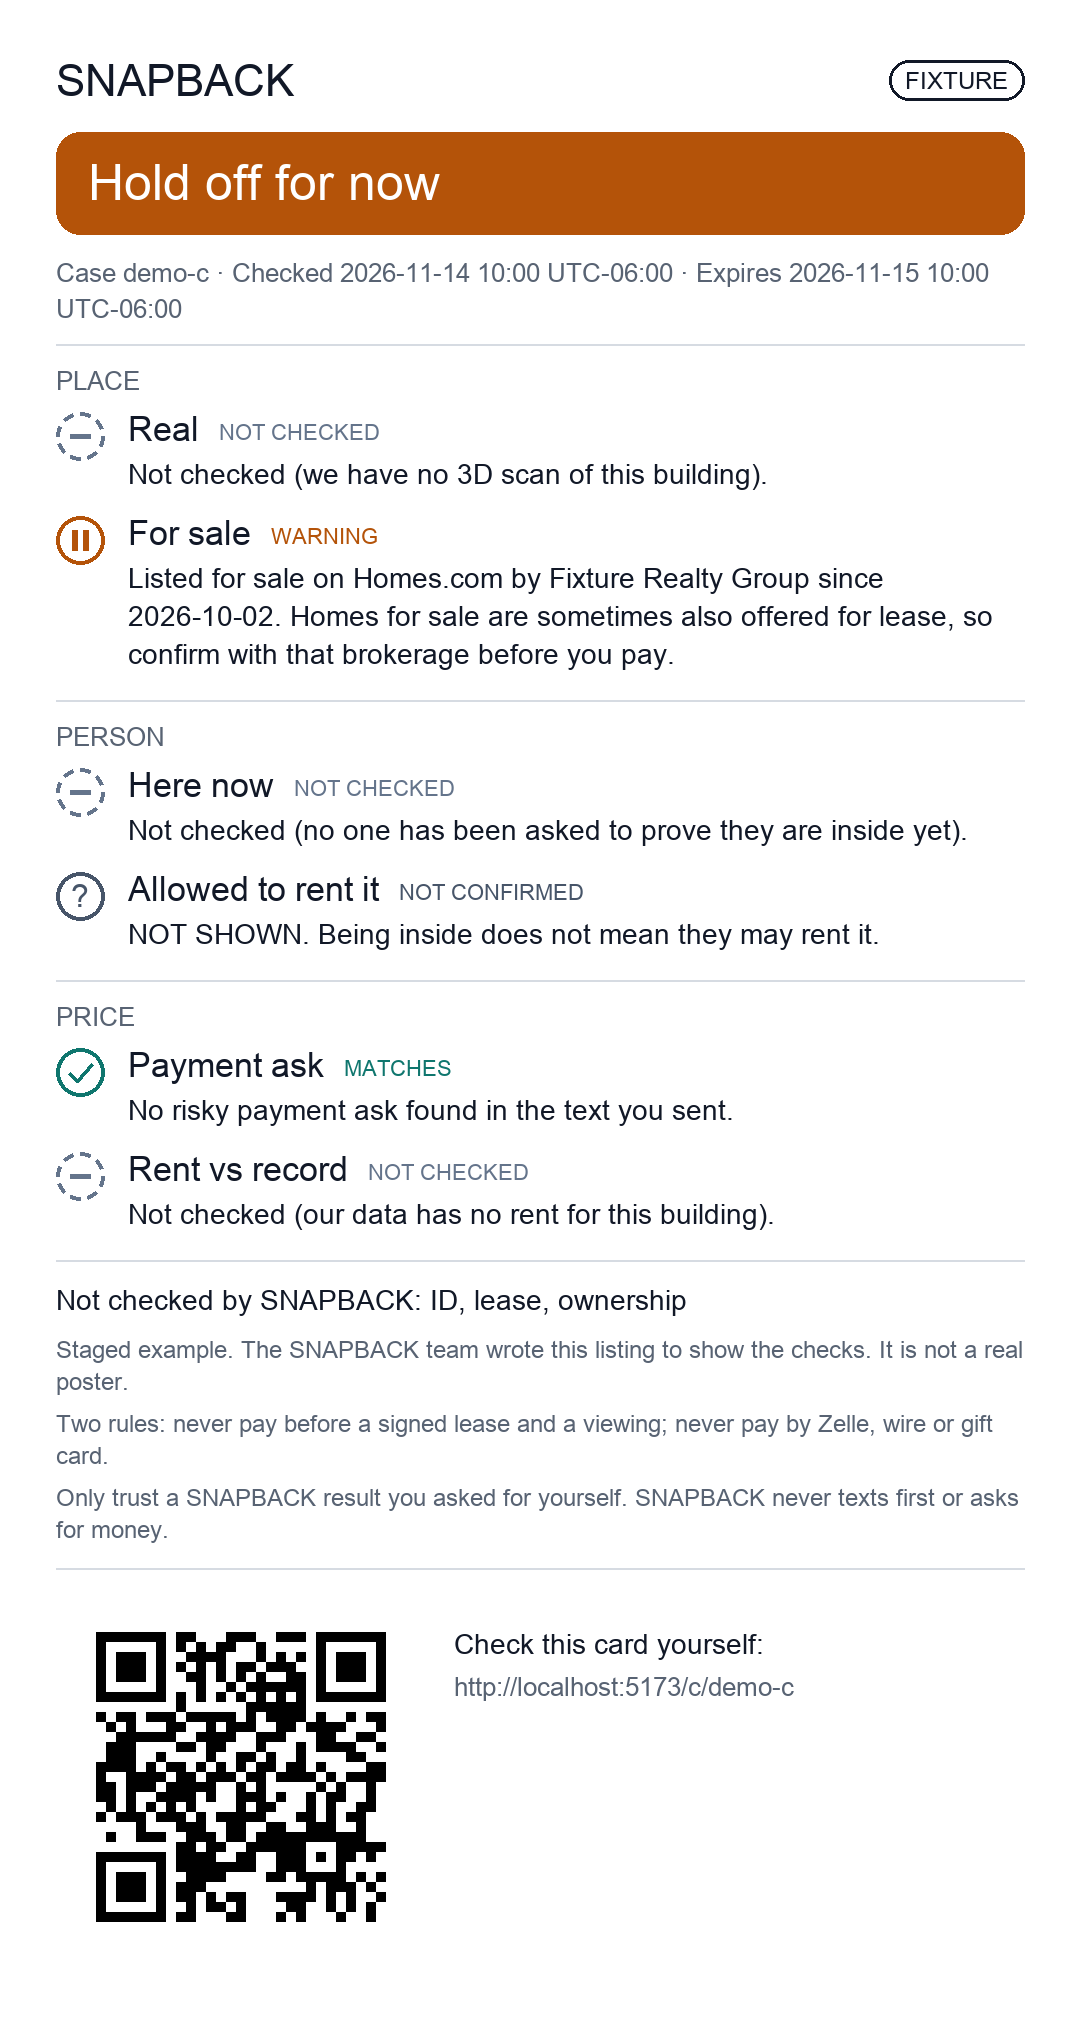 SNAPBACK
FIXTURE
Hold off for now
Case demo-c · Checked 2026-11-14 10:00 UTC-06:00 · Expires 2026-11-15 10:00
UTC-06:00
PLACE
Real NOT CHECKED
Not checked (we have no 3D scan of this building).
For sale WARNING
Listed for sale on Homes.com by Fixture Realty Group since
2026-10-02. Homes for sale are sometimes also offered for lease, so
confirm with that brokerage before you pay.
PERSON
Here now NOT CHECKED
Not checked (no one has been asked to prove they are inside yet).
? Allowed to rent it NOT CONFIRMED
NOT SHOWN. Being inside does not mean they may rent it.
PRICE
Payment ask MATCHES
No risky payment ask found in the text you sent.
Rent vs record NOT CHECKED
Not checked (our data has no rent for this building).
Not checked by SNAPBACK: ID, lease, ownership
Staged example. The SNAPBACK team wrote this listing to show the checks. It is not a real
poster.
Two rules: never pay before a signed lease and a viewing; never pay by Zelle, wire or gift
card.
Only trust a SNAPBACK result you asked for yourself. SNAPBACK never texts first or asks
for money.
Check this card yourself:
http://localhost:5173/c/demo-c